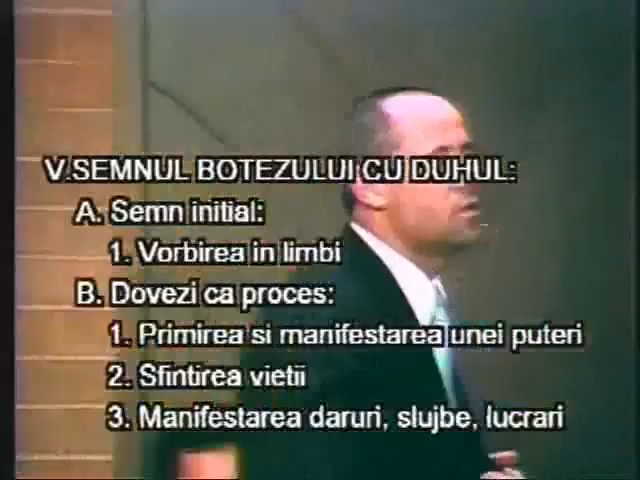 V.SEMNUL BOTEZULUI CU DUHUL:
A. Semn initial:
1. Vorbirea in limbi
B. Dovezi ca proces:
1. Primirea si manifestarea unei puteri
2. Sfintirea vietii
3. Manifestarea daruri, slujbe, lucrari